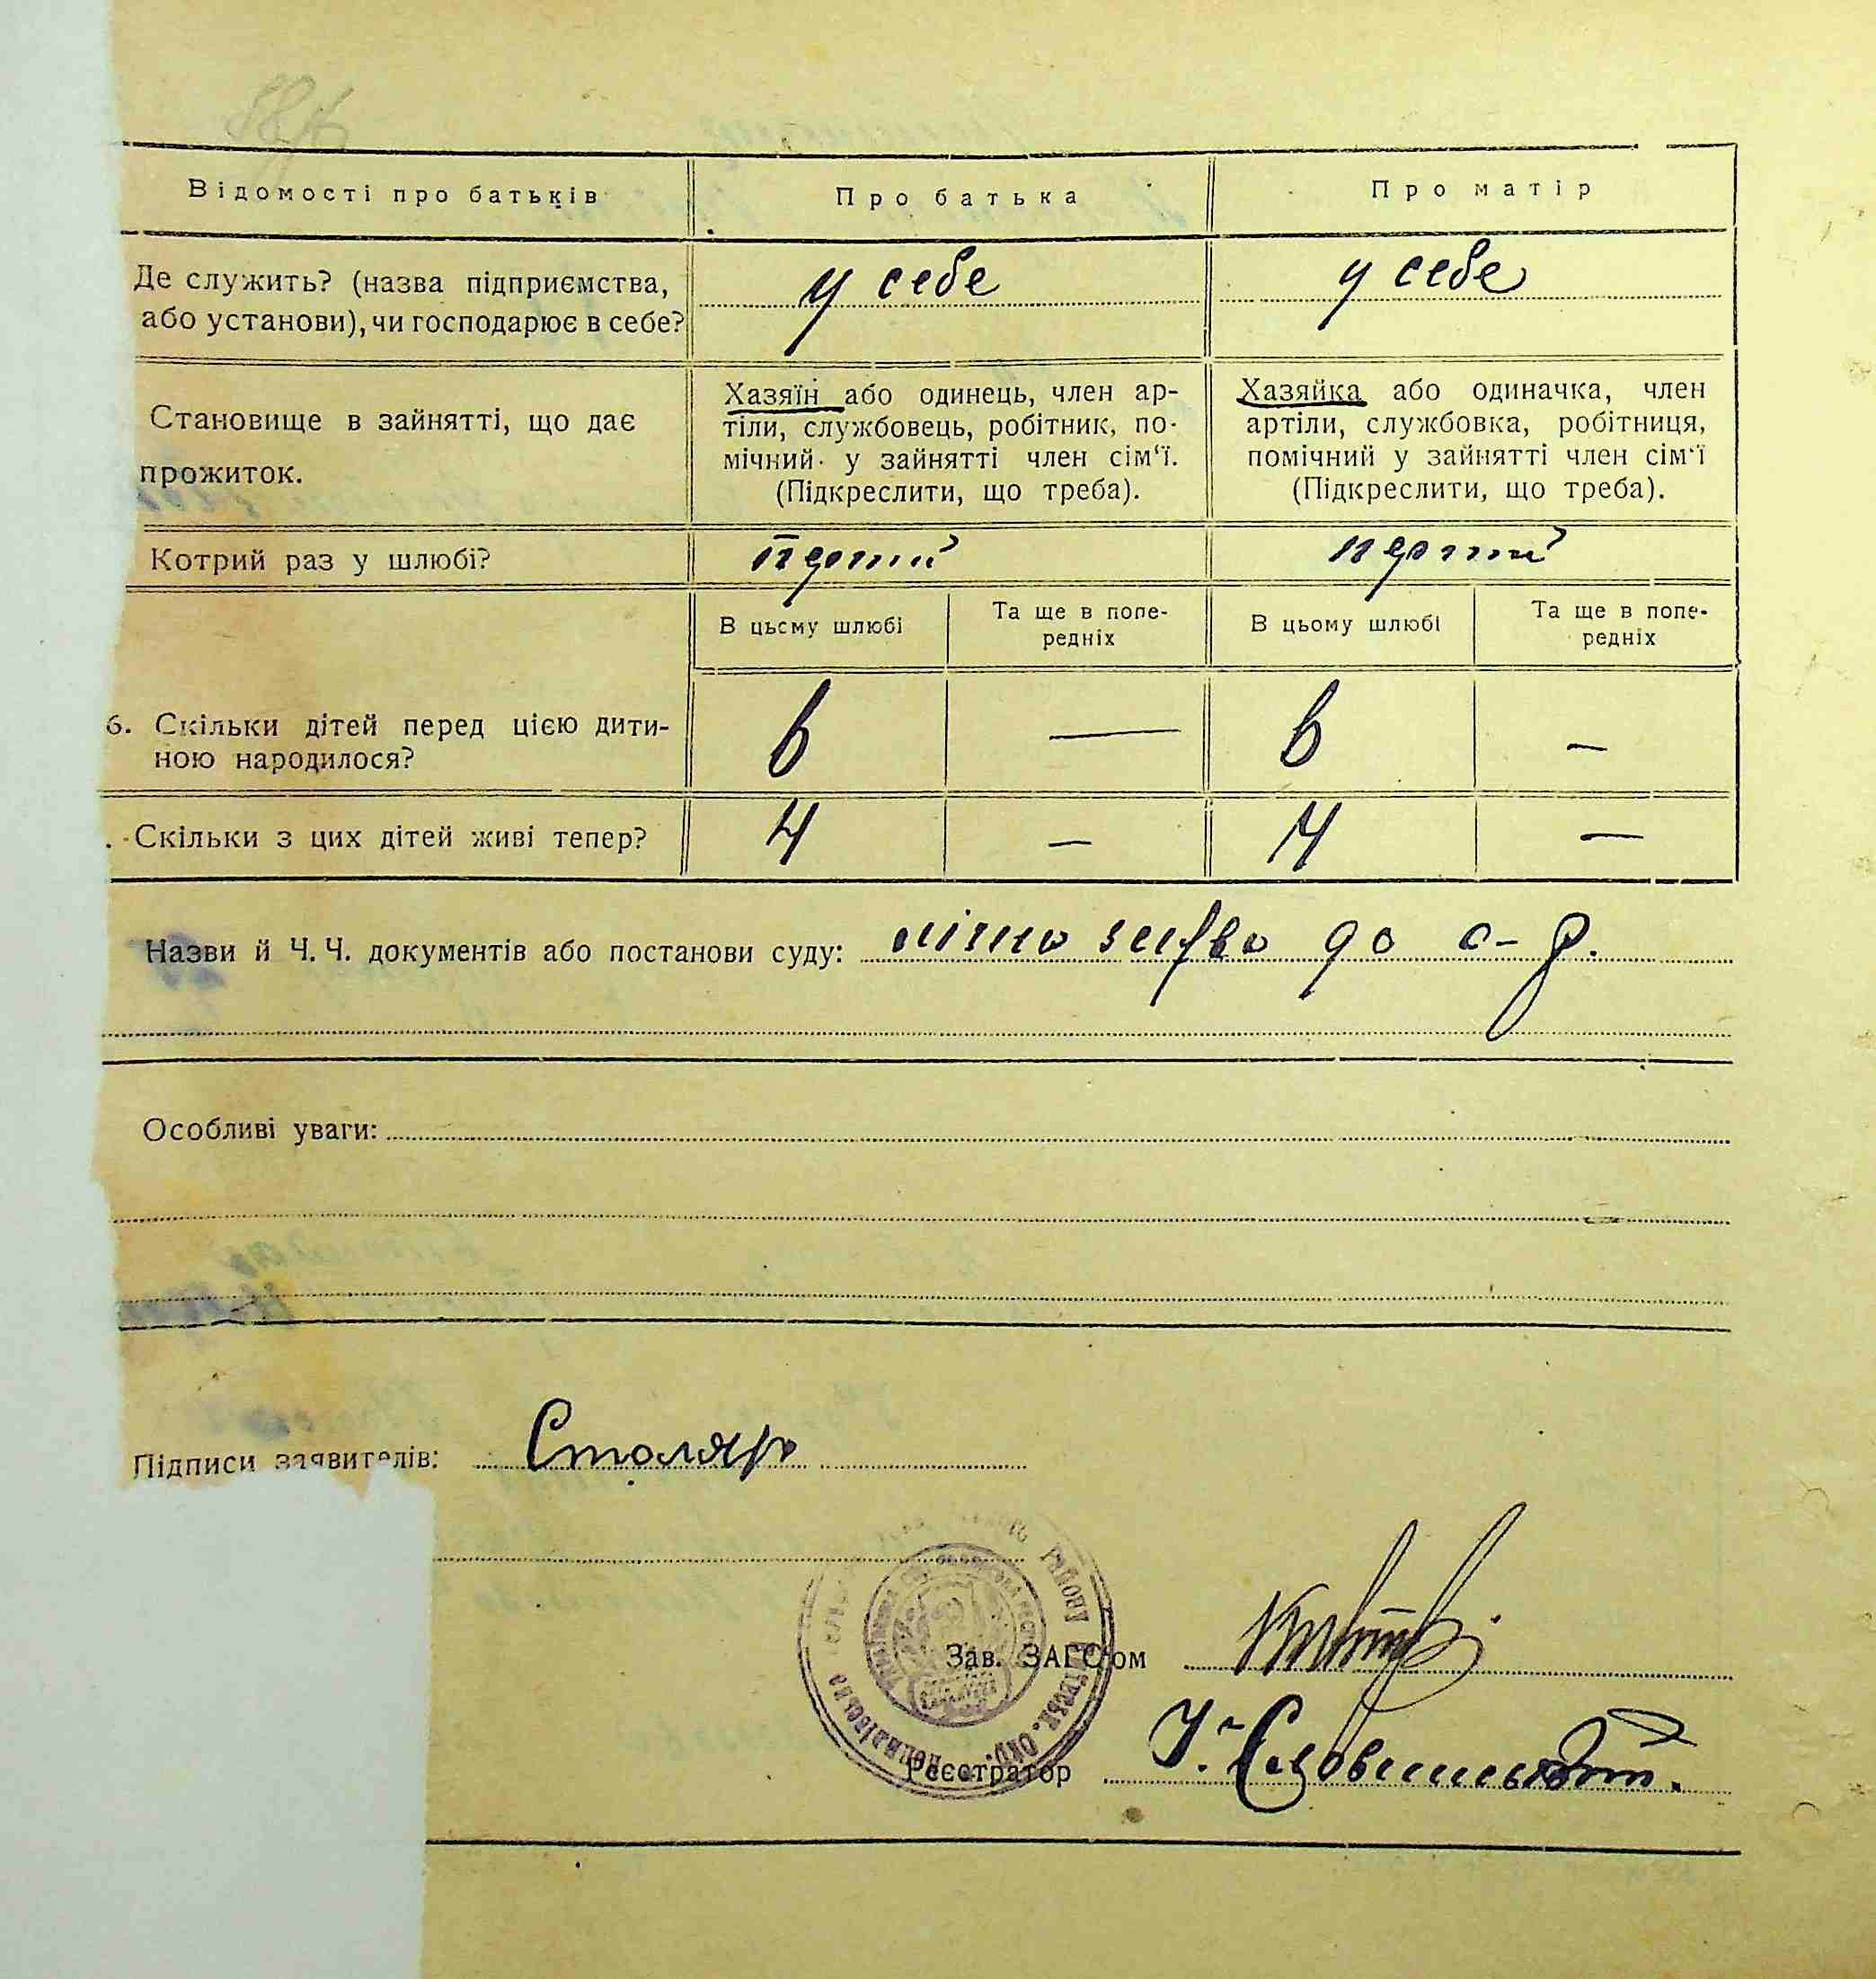 Відомості про батьків
Про батька
Про матір
Де служить? (назва підприємства,
або установи), чи господарює в себе?
у себе
у себе
Становище в зайнятті, що дає
прожиток.
Хазяїн або одинець, член ар-
тіли, службовець, робітник, по-
мічний у зайнятті член сім‘ї.
(Підкреслити, що треба).
Хазяйка або одиначка, член
артіли, службовка, робітниця,
помічний у зайнятті член сім‘ї
(Підкреслити, що треба).
Котрий раз у шлюбі?
перший
перший
В цьому шлюбі
Та ще в попе-
редніх
В цьому шлюбі
Та ще в попе-
редніх
6. Скільки дітей перед цією дити-
ною народилося?
6
—
6
—
Скільки з цих дітей живі тепер?
4
—
4
—
Назви й Ч. Ч. документів або постанови суду: до с-р.
Особливі уваги:
Підписи заявителів: Столяр
Зав. ЗАГС‘ом
Реєстратор